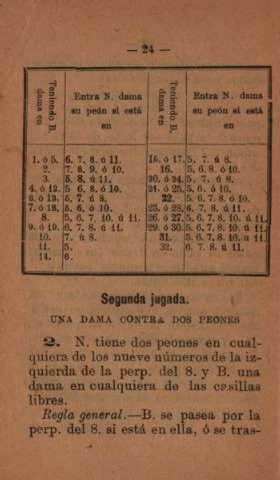 — 24 —
Teniendo B. dama en
Entra N. dama su peón si está en
Teniendo B. dama en
Entra N. dama su peón si está en
1. ó 5. 6. 7. 8. ú 11. 15. ó 17. 5. 7. ú 8.
2. 7. 8. 9. ó 10. 16. 5. 6. 8. ó 10.
3. 5. 8. ú 11. 20. ó 24. 5. 7. ú 8.
4. ó 12. 5 6. 8. ó 10. 21. ó 25. 5. 6. ó 10.
6. ó 13. 5. 7. ú 8. 22. 5. 6. 7. 8. ó 10.
7. ó 18. 5. 6. ó 10. 23. ó 28. 6. 7. 8. ú 11.
8. 5. 6. 7. 10. ú 11. 26. ó 27. 5. 6. 7. 8. 10. ú 11.
9. ó 19. 6. 7. 8. ú 11. 29. ó 30. 5. 6. 7. 8. ú 11.
10. 7. ú 8. 31. 5. 6. 7. 8. 10. ú 11.
11. 5. 32. 6. 7. 8. ú 11.
14. 6.
Segunda jugada.
UNA DAMA CONTRA DOS PEONES
2. N. tiene dos peones en cual-
quiera de los nueve números de la iz-
quierda de la perp. del 8. y B. una
dama en cualquiera de las casillas
libres.
Regla general.—B. se pasea por la
perp. del 8. si está en ella, ó se tras-